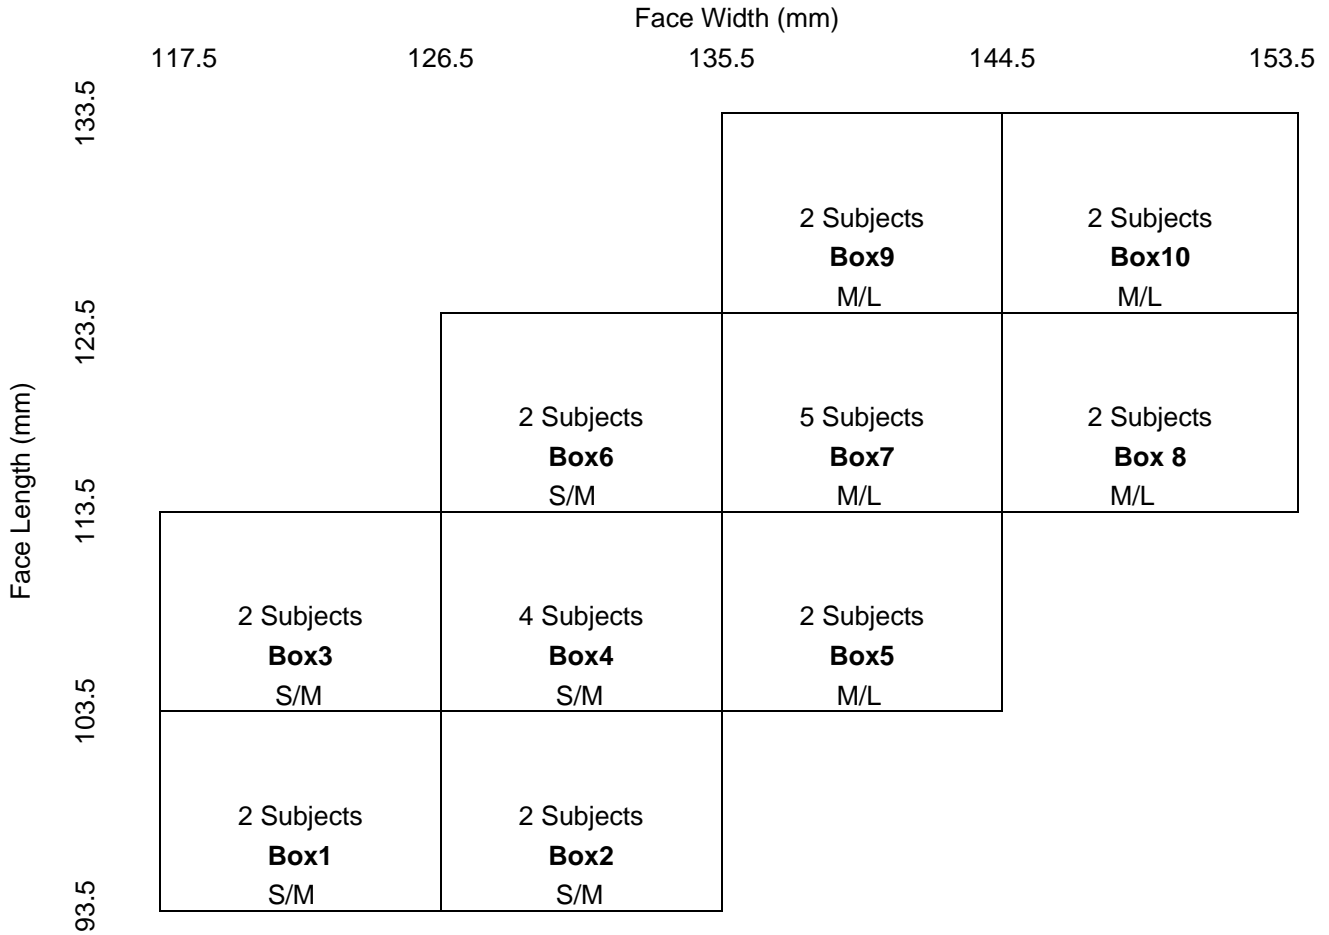 Face Width (mm)
117.5 126.5 135.5 144.5 153.5
133.5
2 Subjects 2 Subjects
Box9 Box10
M/L M/L
123.5
2 Subjects 5 Subjects 2 Subjects
Box6 Box7 Box 8
S/M M/L M/L
Face Length (mm)
113.5
2 Subjects 4 Subjects 2 Subjects
Box3 Box4 Box5
S/M S/M M/L
103.5
2 Subjects 2 Subjects
Box1 Box2
S/M S/M
93.5